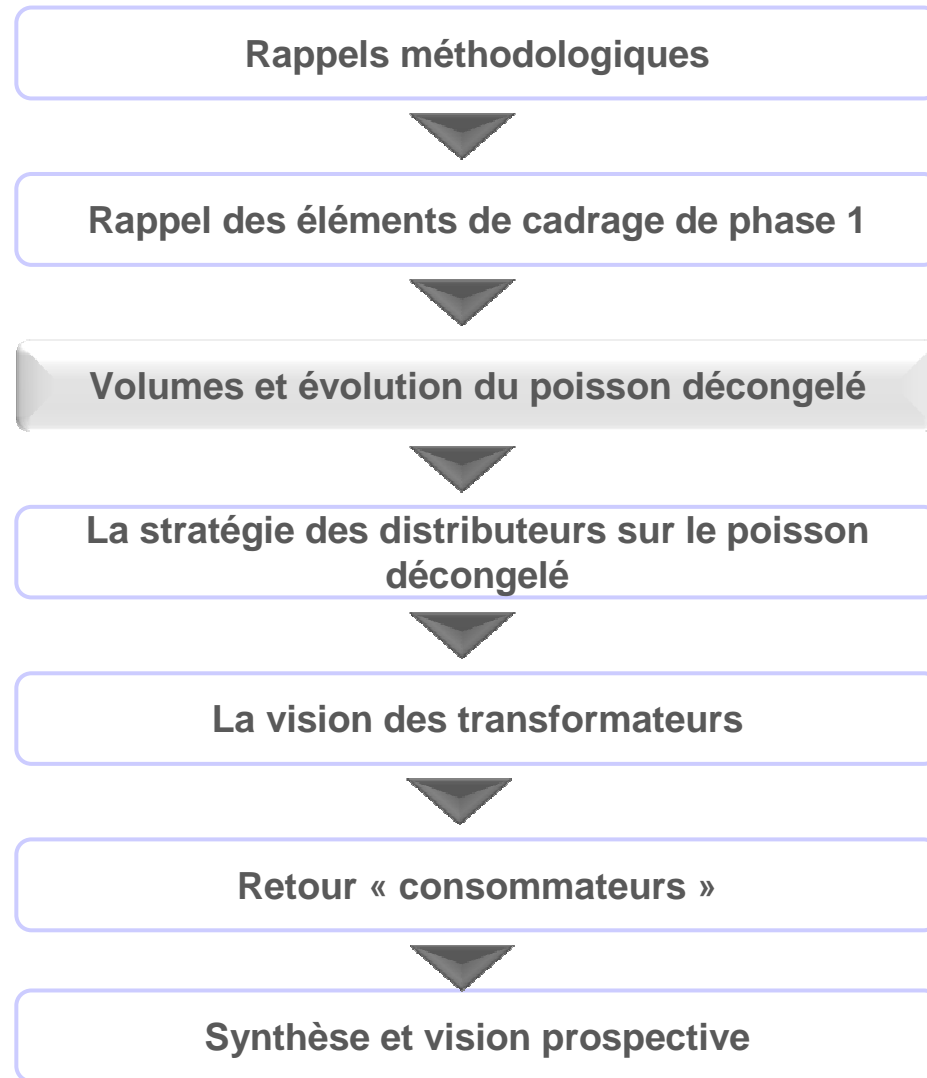 Rappels méthodologiques
Rappel des éléments de cadrage de phase 1
Volumes et évolution du poisson décongelé
La stratégie des distributeurs sur le poisson
décongelé
La vision des transformateurs
Retour « consommateurs »
Synthèse et vision prospective